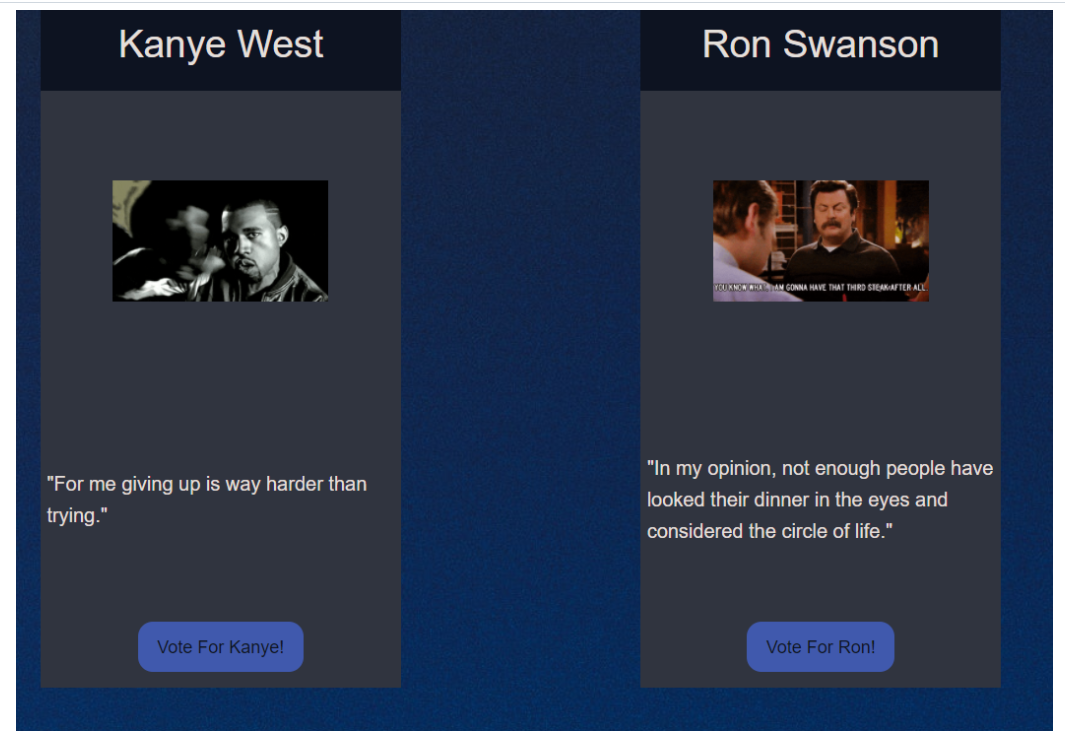 Kanye West
"For me giving up is way harder than
trying."
Vote For Kanye!
Ron Swanson
YOU KNOW WHAT? I AM GONNA HAVE THAT THIRD STEAK AFTER ALL.
"In my opinion, not enough people have
looked their dinner in the eyes and
considered the circle of life."
Vote For Ron!